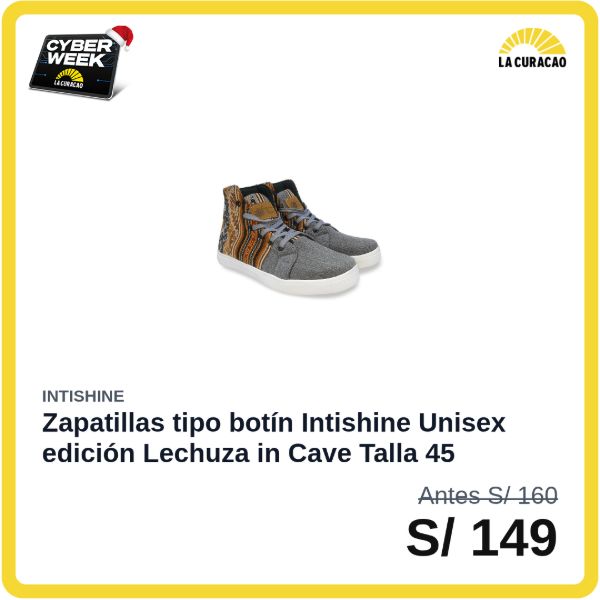 CYBER
WEEK
LA CURACAO
LA CURACAO
INTISHINE
Zapatillas tipo botín Intishine Unisex
edición Lechuza in Cave Talla 45
Antes S/ 160
S/ 149